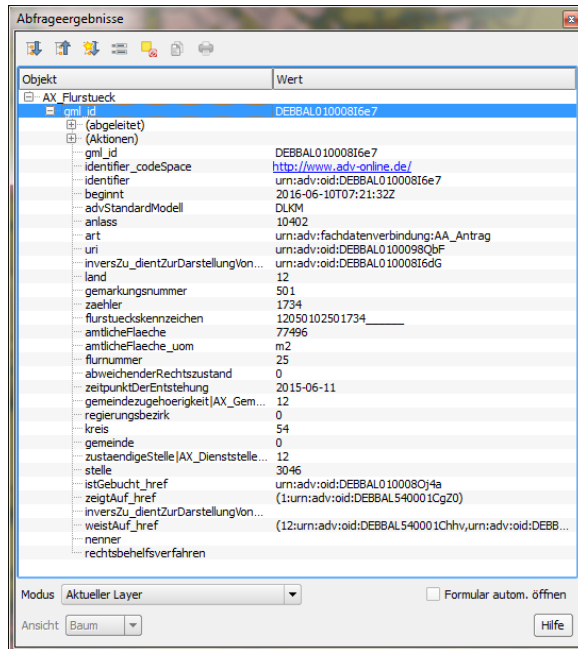 Abfrageergebnisse
Objekt Wert
AX_Flurstueck
gml_id DEBBAL010008I6e7
(abgeleitet)
(Aktionen)
gml_id DEBBAL010008I6e7
identifier_codeSpace http://www.adv-online.de/
identifier urn:adv:oid:DEBBAL010008I6e7
beginnt 2016-06-10T07:21:32Z
advStandardModell DLKM
anlass 10402
art urn:adv:fachdatenverbindung:AA_Antrag
uri urn:adv:oid:DEBBAL0100098QbF
inversZu_dientZurDarstellungVon... urn:adv:oid:DEBBAL010008I6dG
land 12
gemarkungsnummer 501
zaehler 1734
flurstueckskennzeichen 12050102501734______
amtlicheFlaeche 77496
amtlicheFlaeche_uom m2
flurnummer 25
abweichenderRechtszustand 0
zeitpunktDerEntstehung 2015-06-11
gemeindezugehoerigkeit|AX_Gem... 12
regierungsbezirk 0
kreis 54
gemeinde 0
zustaendigeStelle|AX_Dienststelle... 12
stelle 3046
istGebucht_href urn:adv:oid:DEBBAL010008Oj4a
zeigtAuf_href (1:urn:adv:oid:DEBBAL540001CgZ0)
inversZu_dientZurDarstellungVon...
weistAuf_href (12:urn:adv:oid:DEBBAL540001Chhv,urn:adv:oid:DEBB...
nenner
rechtsbehelfsverfahren
Modus Aktueller Layer Formular autom. öffnen
Ansicht Baum Hilfe